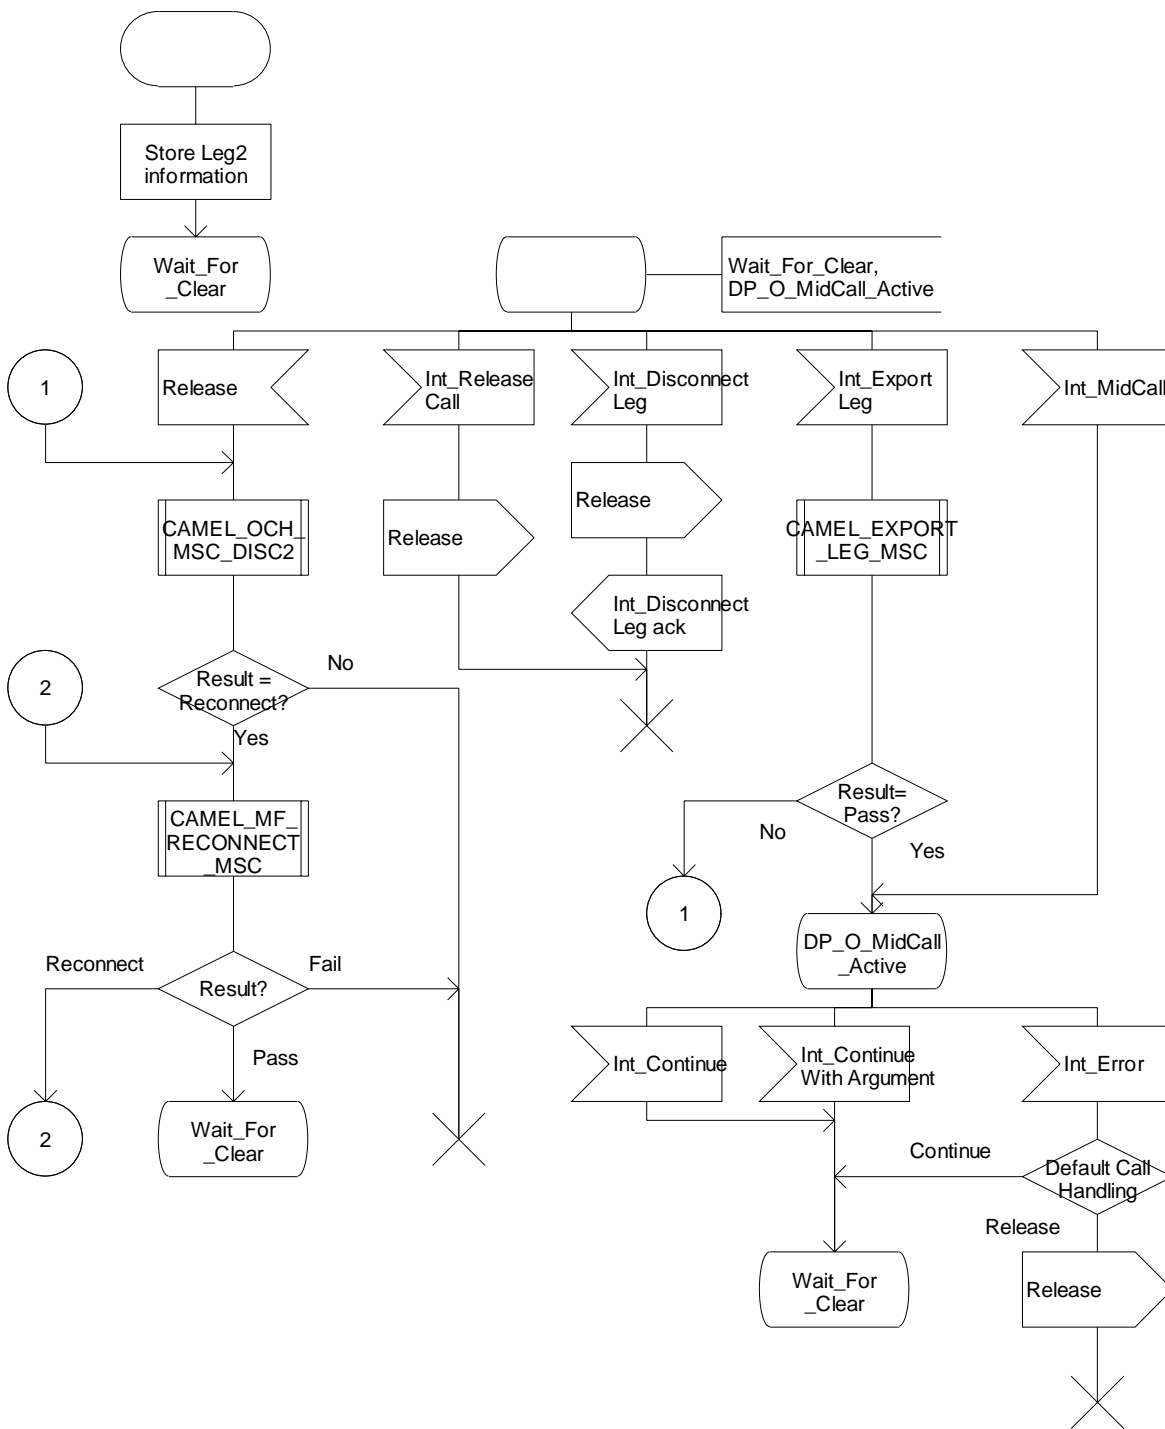 Store Leg2
information
Wait_For
_Clear
Wait_For_Clear,
DP_O_MidCall_Active
1
Release
Int_Release
Call
Int_Disconnect
Leg
Int_Export
Leg
Int_MidCall
CAMEL_OCH_
MSC_DISC2
Release
Release
CAMEL_EXPORT
_LEG_MSC
Int_Disconnect
Leg ack
2
Result =
Reconnect?
No
Yes
CAMEL_MF_
RECONNECT
_MSC
Result=
Pass?
No
Yes
1
DP_O_MidCall
_Active
Reconnect
Result?
Fail
Pass
Int_Continue
Int_Continue
With Argument
Int_Error
2
Wait_For
_Clear
Continue
Default Call
Handling
Release
Wait_For
_Clear
Release